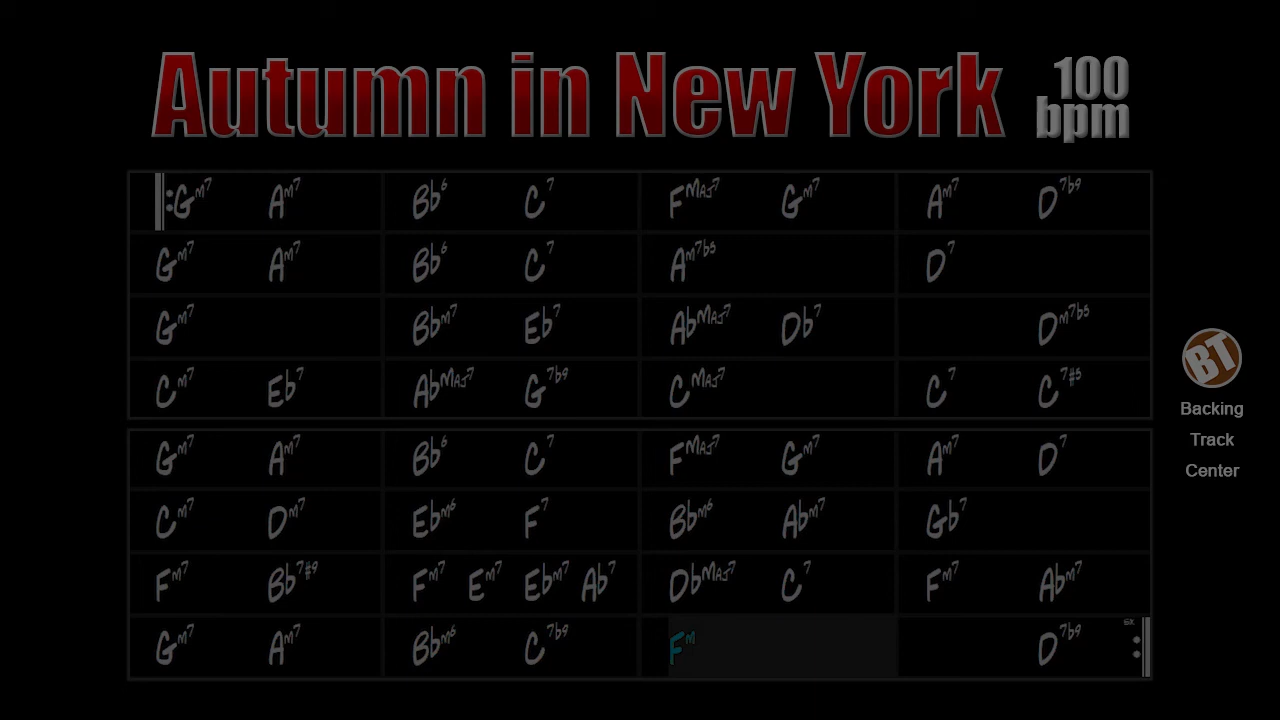 Autumn in New York 100 bpm
Gm7 Am7 Bb6 C7 FMaj7 Gm7 Am7 D7b9
Gm7 Am7 Bb6 C7 Am7b5 D7
Gm7 Bbm7 Eb7 AbMaj7 Db7 Dm7b5
Cm7 Eb7 AbMaj7 G7b9 CMaj7 C7 C7#5
Gm7 Am7 Bb6 C7 FMaj7 Gm7 Am7 D7
Cm7 Dm7 Ebm6 F7 Bbm6 Abm7 Gb7
Fm7 Bb7#9 Fm7 Em7 Ebm7 Ab7 DbMaj7 C7 Fm7 Abm7
Gm7 Am7 Bbm6 C7b9 Fm D7b9 5X
BT
Backing
Track
Center